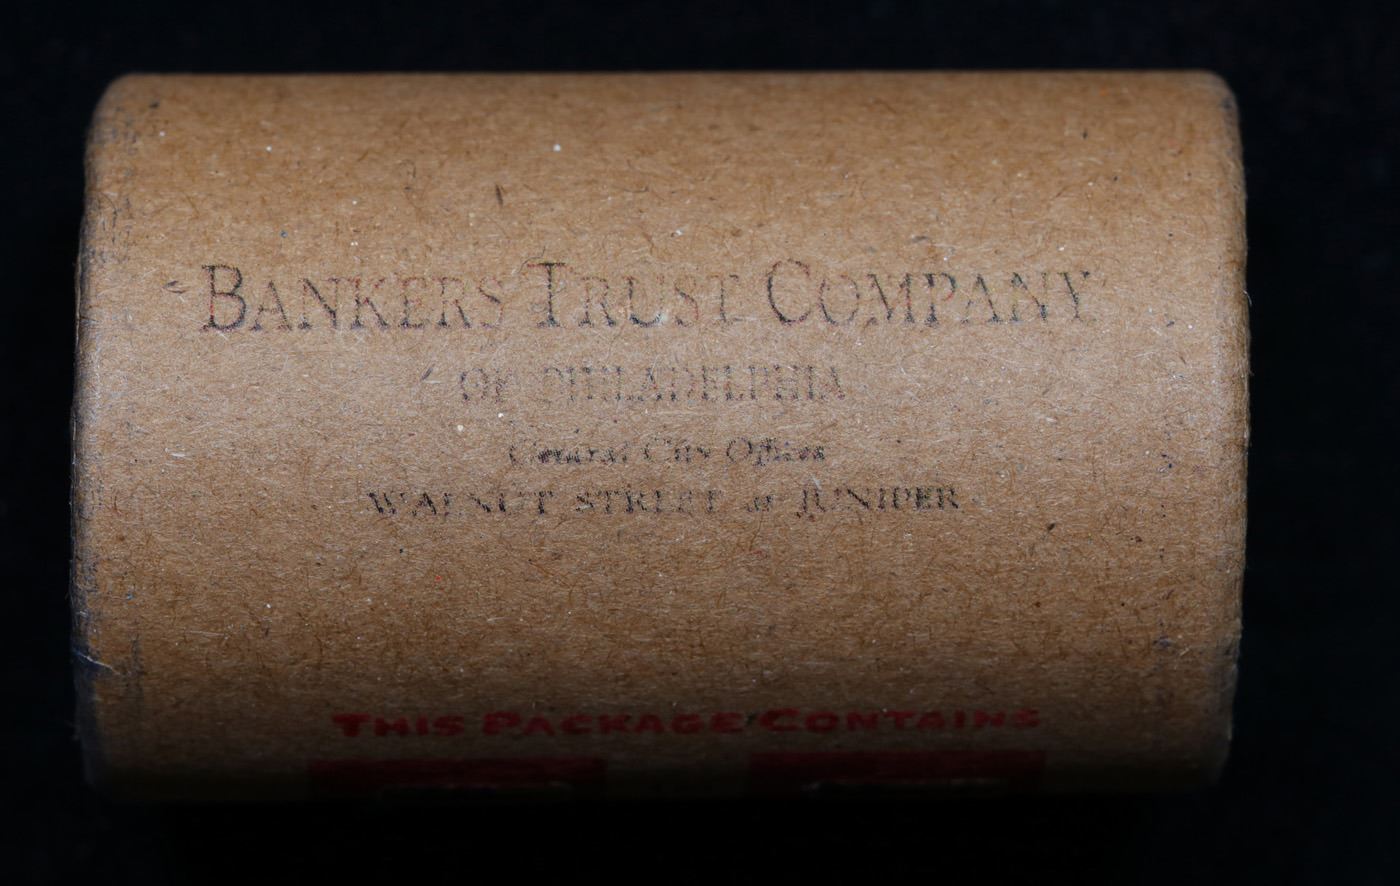 BANKERS TRUST COMPANY
OF PHILADELPHIA
Central City Offices
WALNUT STREET at JUNIPER
THIS PACKAGE CONTAINS